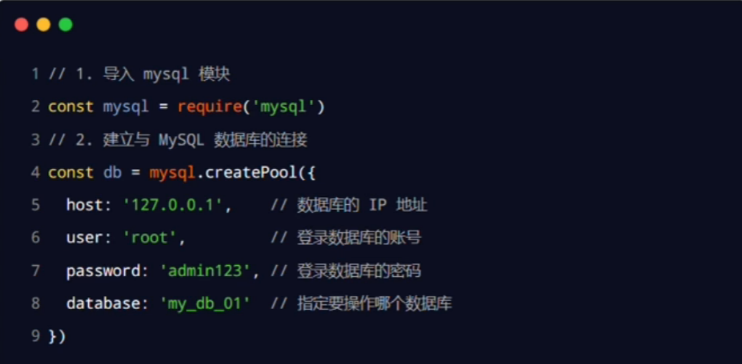 1 // 1. 导入 mysql 模块
2 const mysql = require('mysql')
3 // 2. 建立与 MySQL 数据库的连接
4 const db = mysql.createPool({
5   host: '127.0.0.1',    // 数据库的 IP 地址
6   user: 'root',         // 登录数据库的账号
7   password: 'admin123', // 登录数据库的密码
8   database: 'my_db_01'  // 指定要操作哪个数据库
9 })